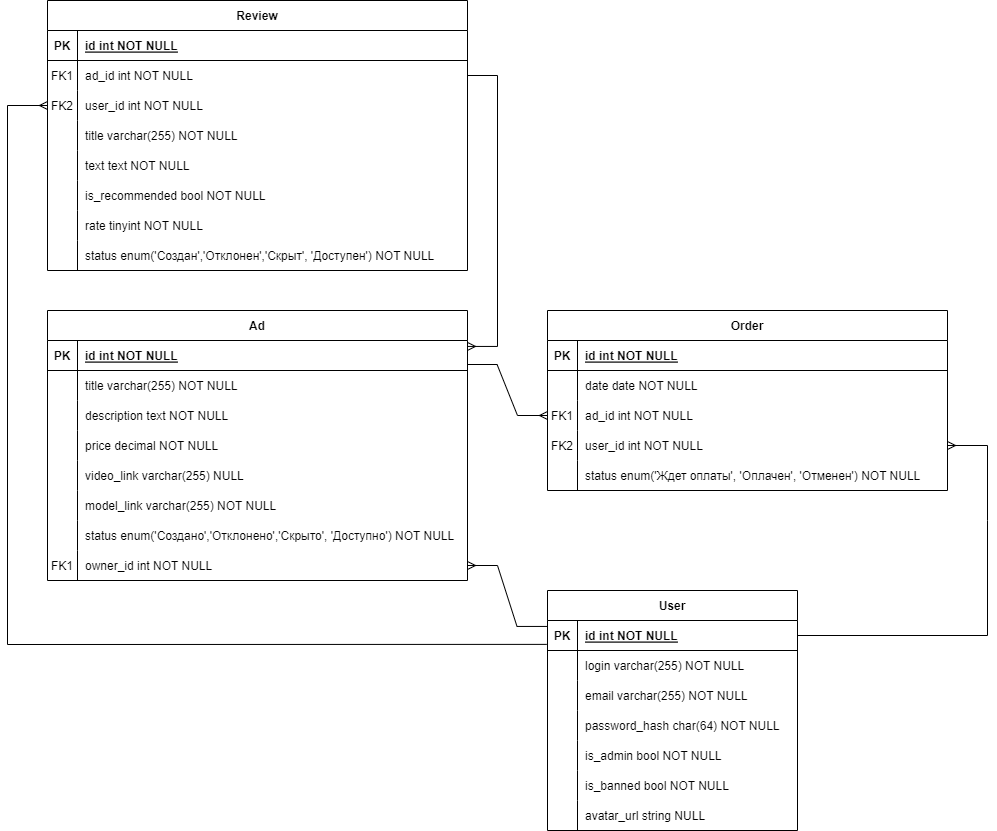 Review
PK id int NOT NULL
FK1 ad_id int NOT NULL
FK2 user_id int NOT NULL
title varchar(255) NOT NULL
text text NOT NULL
is_recommended bool NOT NULL
rate tinyint NOT NULL
status enum('Создан','Отклонен','Скрыт', 'Доступен') NOT NULL
Ad
PK id int NOT NULL
title varchar(255) NOT NULL
description text NOT NULL
price decimal NOT NULL
video_link varchar(255) NULL
model_link varchar(255) NOT NULL
status enum('Создано','Отклонено','Скрыто', 'Доступно') NOT NULL
FK1 owner_id int NOT NULL
Order
PK id int NOT NULL
date date NOT NULL
FK1 ad_id int NOT NULL
FK2 user_id int NOT NULL
status enum('Ждет оплаты', 'Оплачен', 'Отменен') NOT NULL
User
PK id int NOT NULL
login varchar(255) NOT NULL
email varchar(255) NOT NULL
password_hash char(64) NOT NULL
is_admin bool NOT NULL
is_banned bool NOT NULL
avatar_url string NULL